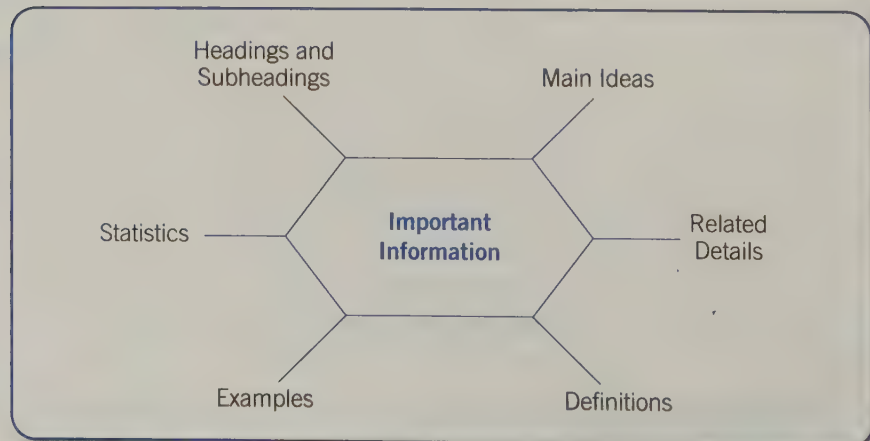 Headings and
Subheadings
Main Ideas
Statistics
Important
Information
Related
Details
Examples
Definitions